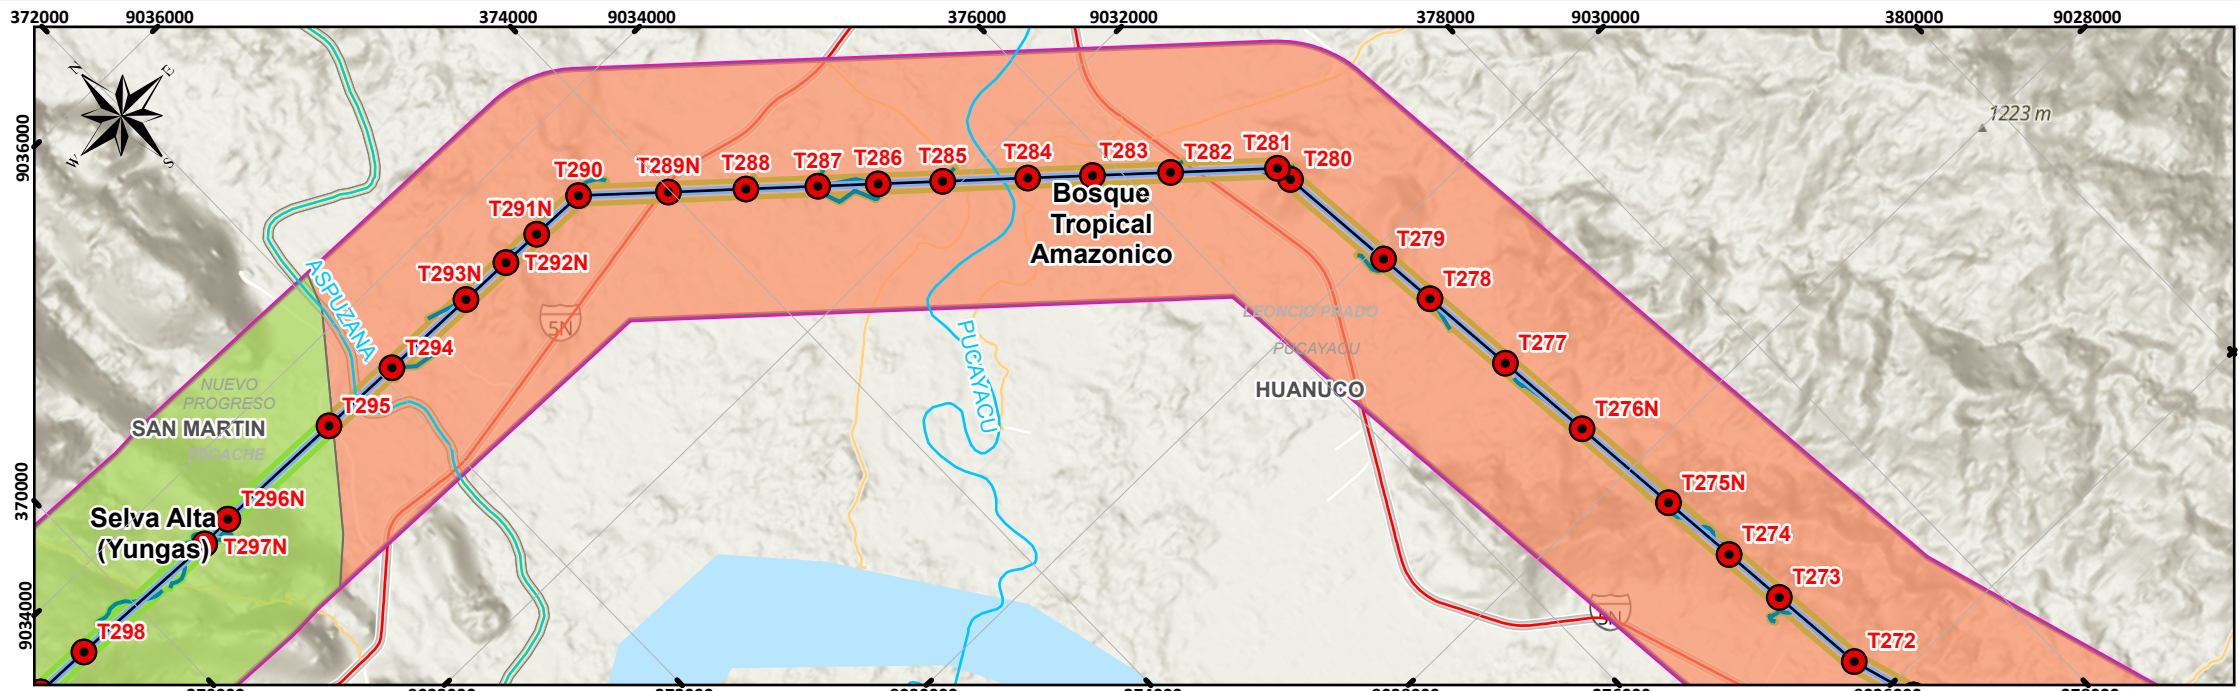 372000
9036000
374000
9034000
376000
9032000
378000
9030000
380000
9028000
N
E
W
S
1223 m
9036000
T281
T280
T290
T289N
T288
T287
T286
T285
T284
T283
T282
Bosque
Tropical
Amazonico
T291N
T292N
T293N
T279
T278
ASPUZANA
5N
LEONCIO PRADO
PUCAYACU
PUCAYACU
HUANUCO
T294
T277
NUEVO
PROGRESO
SAN MARTIN
TOCACHE
T295
T276N
370000
T296N
Selva Alta
(Yungas)
T297N
T275N
T274
T273
5N
9034000
T298
T272